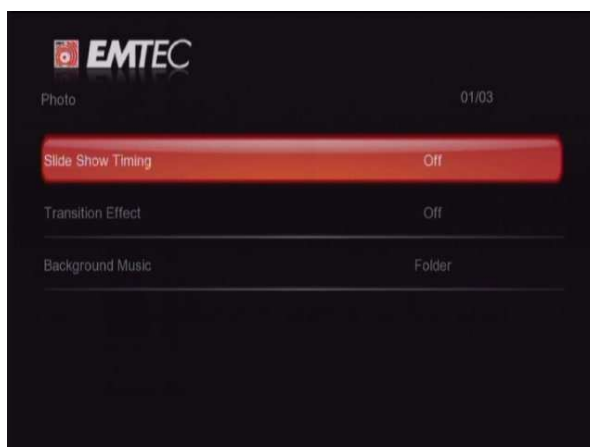 EMTEC
Photo 01/03
Slide Show Timing Off
Transition Effect Off
Background Music Folder